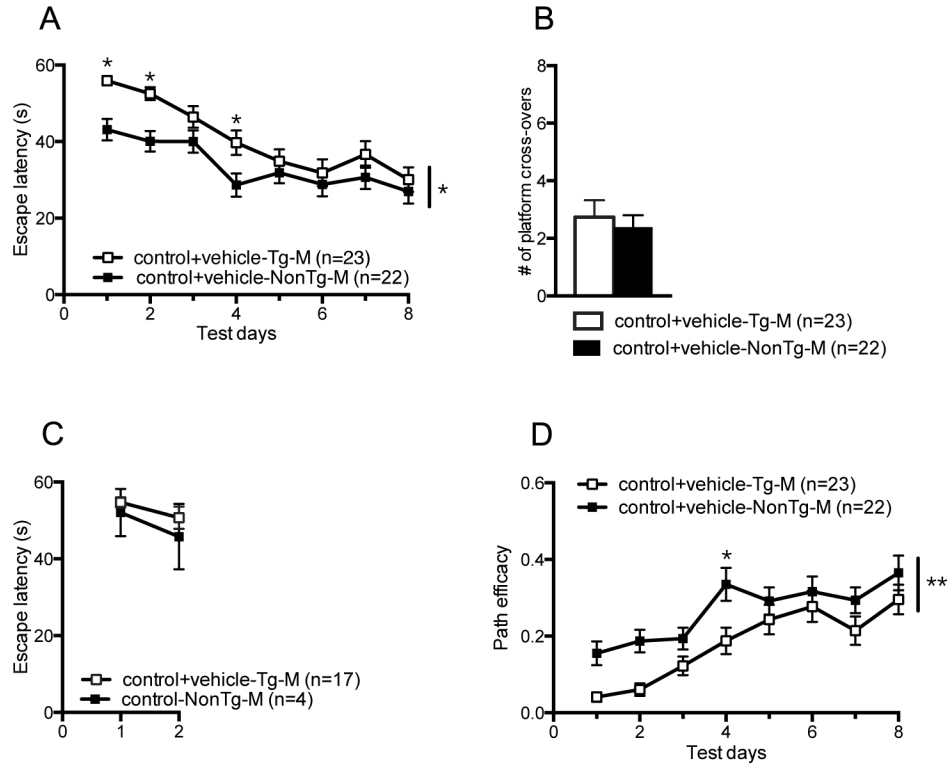 A
60
40
20
0
Escape latency (s)
* * *
*
control+vehicle-Tg-M (n=23)
control+vehicle-NonTg-M (n=22)
0 2 4 6 8
Test days
B
8
6
4
2
0
# of platform cross-overs
control+vehicle-Tg-M (n=23)
control+vehicle-NonTg-M (n=22)
C
60
40
20
0
Escape latency (s)
control+vehicle-Tg-M (n=17)
control-NonTg-M (n=4)
0 1 2
D
0.6
0.4
0.2
0.0
Path efficacy
control+vehicle-Tg-M (n=23)
control+vehicle-NonTg-M (n=22)
*
**
0 2 4 6 8
Test days